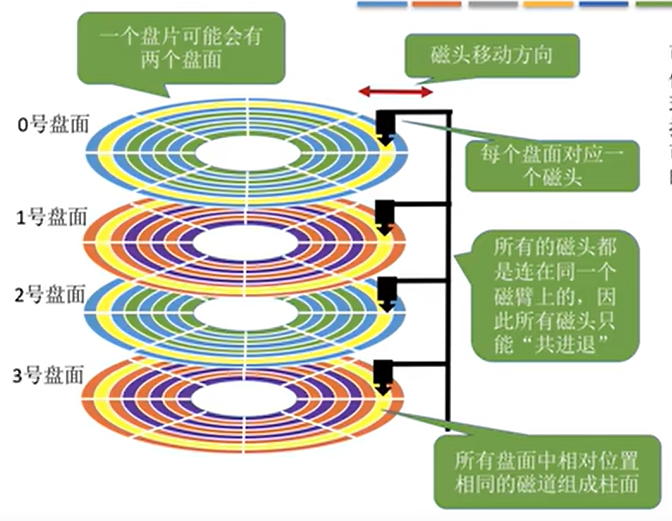 一个盘片可能会有
两个盘面
磁头移动方向
0号盘面
每个盘面对应一
个磁头
1号盘面
所有的磁头都
是连在同一个
磁臂上的，因
此所有磁头只
能“共进退”
2号盘面
3号盘面
所有盘面中相对位置
相同的磁道组成柱面